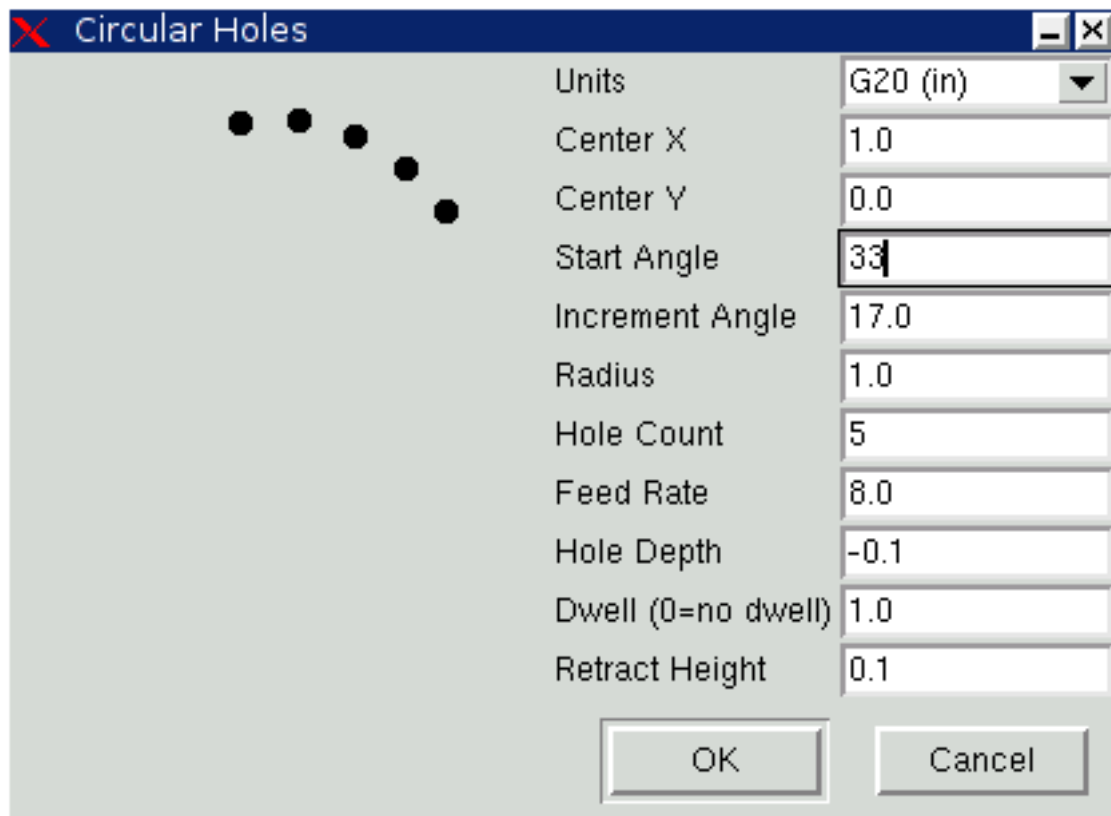 Circular Holes
Units G20 (in)
Center X 1.0
Center Y 0.0
Start Angle 33
Increment Angle 17.0
Radius 1.0
Hole Count 5
Feed Rate 8.0
Hole Depth -0.1
Dwell (0=no dwell) 1.0
Retract Height 0.1
OK Cancel